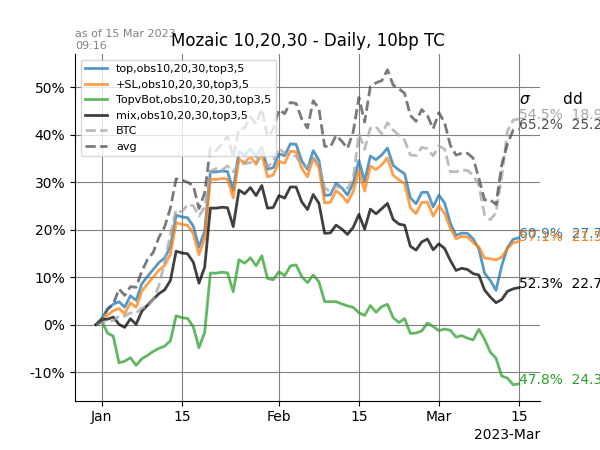 as of 15 Mar 2023
09:16
Mozaic 10,20,30 - Daily, 10bp TC
top,obs10,20,30,top3,5
+SL,obs10,20,30,top3,5
TopvBot,obs10,20,30,top3,5
mix,obs10,20,30,top3,5
BTC
avg
50%
40%
30%
20%
10%
0%
-10%
σ dd
54.5% 18.9
65.2% 25.2
60.9% 27.7
52.3% 22.7
47.8% 24.3
Jan 15 Feb 15 Mar 15
2023-Mar